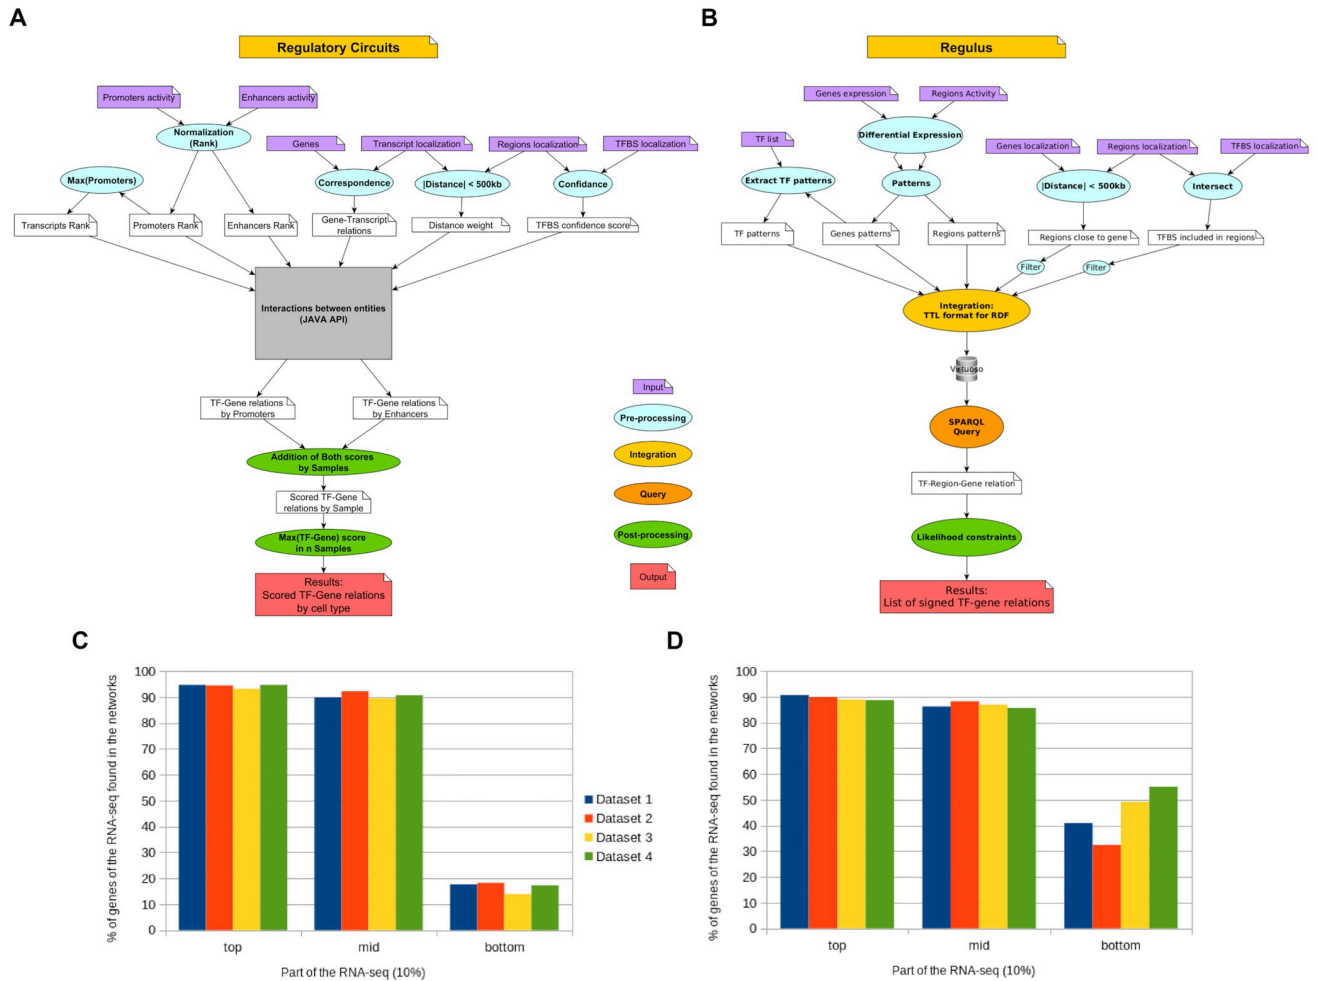 A
Regulatory Circuits
Promoters activity
Enhancers activity
Normalization
(Rank)
Genes
Transcript localization
Regions localization
TFBS localization
Max(Promoters)
Correspondence
|Distance| < 500kb
Confidance
Transcripts Rank
Promoters Rank
Enhancers Rank
Gene-Transcript
relations
Distance weight
TFBS confidence score
Interactions between entities
(JAVA API)
TF-Gene relations
by Promoters
TF-Gene relations
by Enhancers
Addition of Both scores
by Samples
Scored TF-Gene
relations by Sample
Max(TF-Gene) score
in n Samples
Results:
Scored TF-Gene relations
by cell type
Input
Pre-processing
Integration
Query
Post-processing
Output
B
Regulus
Genes expression
Regions Activity
TF list
Differential Expression
Genes localization
Regions localization
TFBS localization
Extract TF patterns
Patterns
|Distance| < 500kb
Intersect
TF patterns
Genes patterns
Regions patterns
Regions close to gene
TFBS included in regions
Filter
Filter
Integration:
TTL format for RDF
Virtuoso
SPARQL
Query
TF-Region-Gene relation
Likelihood constraints
Results:
List of signed TF-gene relations
C
% of genes of the RNA-seq found in the networks
100
90
80
70
60
50
40
30
20
10
0
top
mid
bottom
Part of the RNA-seq (10%)
Dataset 1
Dataset 2
Dataset 3
Dataset 4
D
% of genes of the RNA-seq found in the networks
100
90
80
70
60
50
40
30
20
10
0
top
mid
bottom
Part of the RNA-seq (10%)